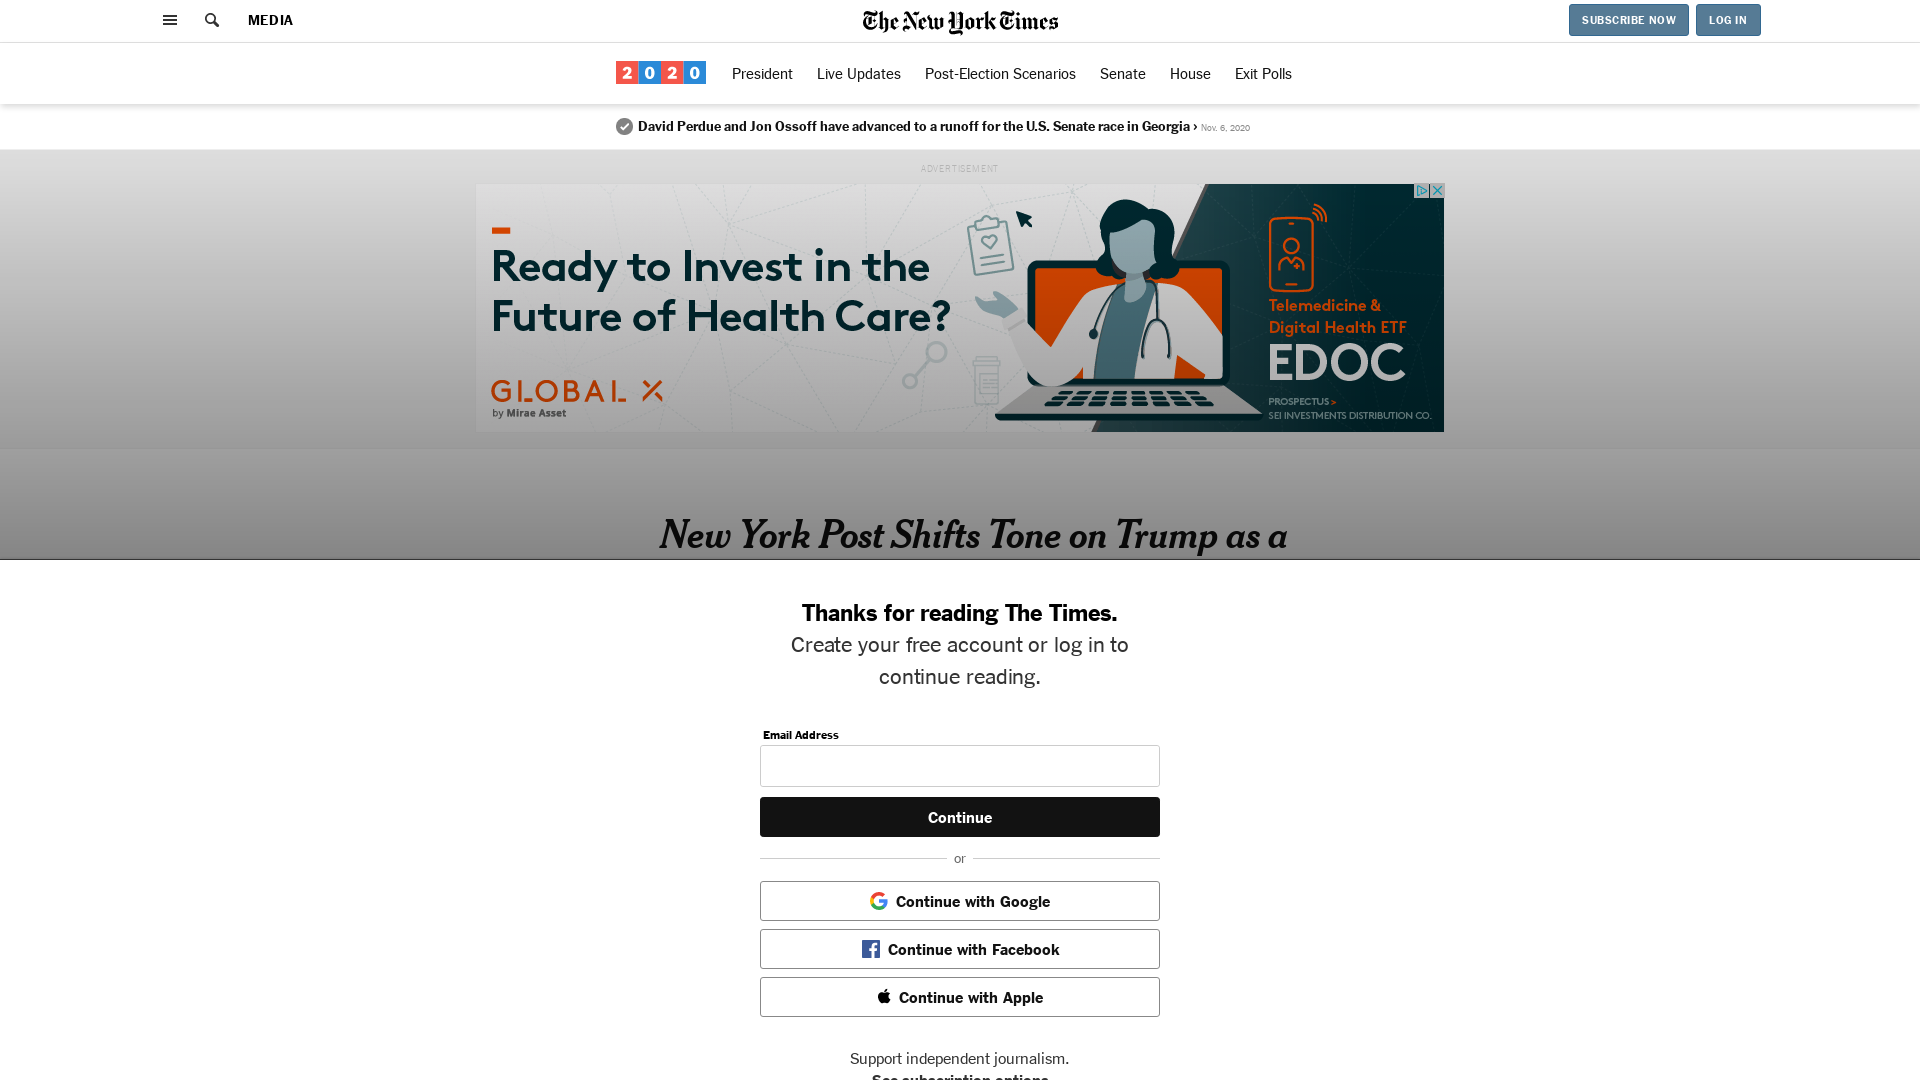 MEDIA
The New York Times
SUBSCRIBE NOW
LOG IN
2020
President
Live Updates
Post-Election Scenarios
Senate
House
Exit Polls
David Perdue and Jon Ossoff have advanced to a runoff for the U.S. Senate race in Georgia › Nov. 6, 2020
ADVERTISEMENT
Ready to Invest in the
Future of Health Care?
GLOBAL X
by Mirae Asset
Telemedicine &
Digital Health ETF
EDOC
PROSPECTUS >
SEI INVESTMENTS DISTRIBUTION CO.
New York Post Shifts Tone on Trump as a
Thanks for reading The Times.
Create your free account or log in to
continue reading.
Email Address
Continue
or
Continue with Google
Continue with Facebook
Continue with Apple
Support independent journalism.
See subscription options